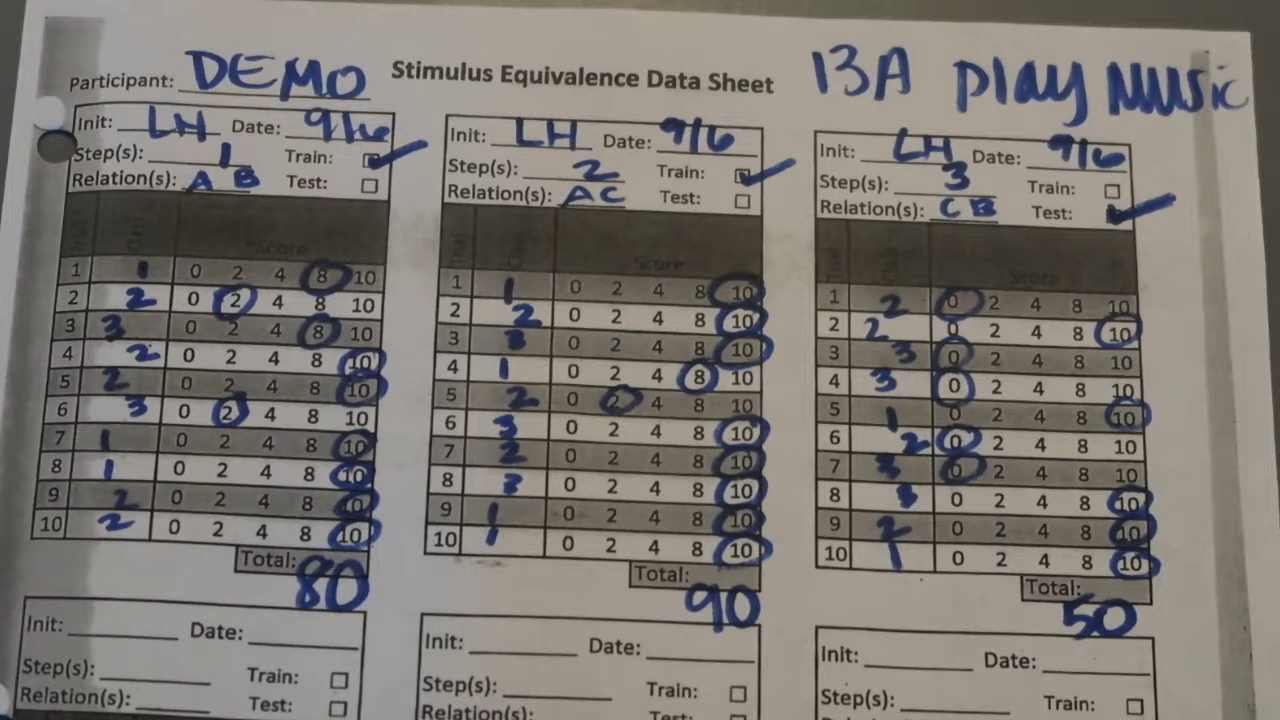 Participant: DEMO Stimulus Equivalence Data Sheet 13A Play Music
Init: LH Date: 9/6
Step(s): 1 Train:
Relation(s): A B Test:
Score
1 1 0 2 4 8 10
2 2 0 2 4 8 10
3 3 0 2 4 8 10
4 2 0 2 4 8 10
5 2 0 2 4 8 10
6 3 0 2 4 8 10
7 1 0 2 4 8 10
8 1 0 2 4 8 10
9 2 0 2 4 8 10
10 2 0 2 4 8 10
Total: 80
Init: LH Date: 9/6
Step(s): 2 Train:
Relation(s): AC Test:
Score
1 1 0 2 4 8 10
2 2 0 2 4 8 10
3 3 0 2 4 8 10
4 1 0 2 4 8 10
5 2 0 2 4 8 10
6 3 0 2 4 8 10
7 2 0 2 4 8 10
8 3 0 2 4 8 10
9 1 0 2 4 8 10
10 1 0 2 4 8 10
Total: 90
Init: LH Date: 9/6
Step(s): 3 Train:
Relation(s): CB Test:
Score
1 2 0 2 4 8 10
2 2 0 2 4 8 10
3 3 0 2 4 8 10
4 3 0 2 4 8 10
5 1 0 2 4 8 10
6 2 0 2 4 8 10
7 3 0 2 4 8 10
8 3 0 2 4 8 10
9 2 0 2 4 8 10
10 1 0 2 4 8 10
Total: 50
Init: Date:
Step(s): Train:
Relation(s): Test:
Init: Date:
Step(s): Train:
Relation(s): Test:
Init: Date:
Step(s): Train: